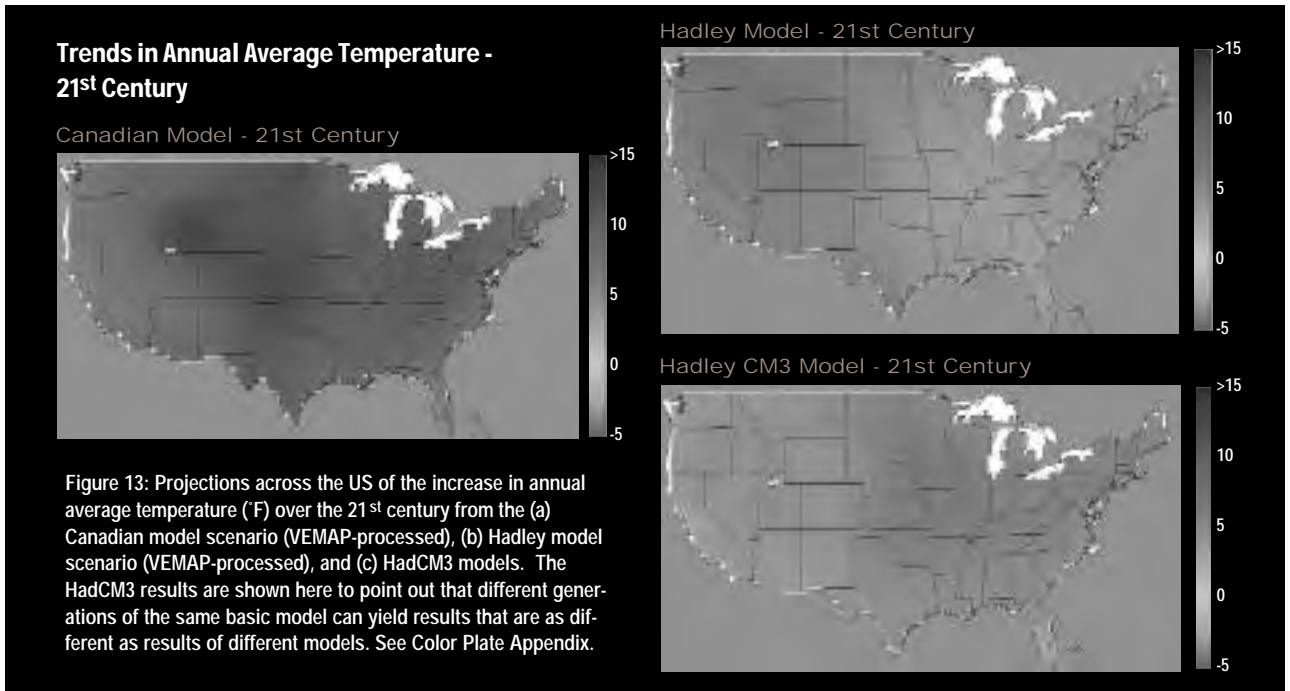 Trends in Annual Average Temperature -
21st Century
Canadian Model - 21st Century
>15
10
5
0
-5
Hadley Model - 21st Century
>15
10
5
0
-5
Hadley CM3 Model - 21st Century
>15
10
5
0
-5
Figure 13: Projections across the US of the increase in annual
average temperature (˚F) over the 21st century from the (a)
Canadian model scenario (VEMAP-processed), (b) Hadley model
scenario (VEMAP-processed), and (c) HadCM3 models. The
HadCM3 results are shown here to point out that different gener-
ations of the same basic model can yield results that are as dif-
ferent as results of different models. See Color Plate Appendix.